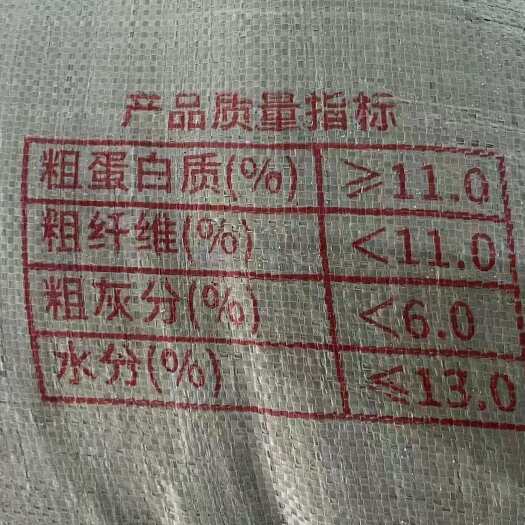 产品质量指标
粗蛋白质(%) ≥11.0
粗纤维(%) <11.0
粗灰分(%) <6.0
水分(%) ≤13.0